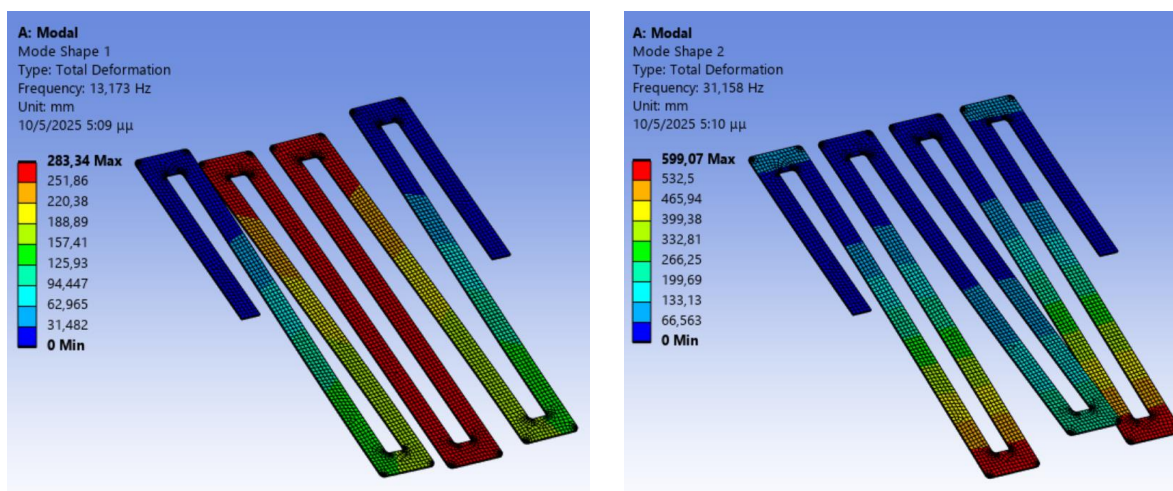 A: Modal
Mode Shape 1
Type: Total Deformation
Frequency: 13,173 Hz
Unit: mm
10/5/2025 5:09 μμ
283,34 Max
251,86
220,38
188,89
157,41
125,93
94,447
62,965
31,482
0 Min
A: Modal
Mode Shape 2
Type: Total Deformation
Frequency: 31,158 Hz
Unit: mm
10/5/2025 5:10 μμ
599,07 Max
532,5
465,94
399,38
332,81
266,25
199,69
133,13
66,563
0 Min